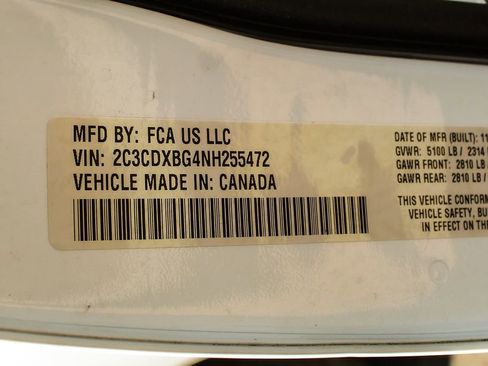 MFD BY: FCA US LLC
VIN: 2C3CDXBG4NH255472
VEHICLE MADE IN: CANADA
DATE OF MFR (BUILT): 11
GVWR: 5100 LB / 2314
GAWR FRONT: 2810 LB
GAWR REAR: 2810 LB /
THIS VEHICLE CONFORM
VEHICLE SAFETY, BU
IN EFFECT ON THE